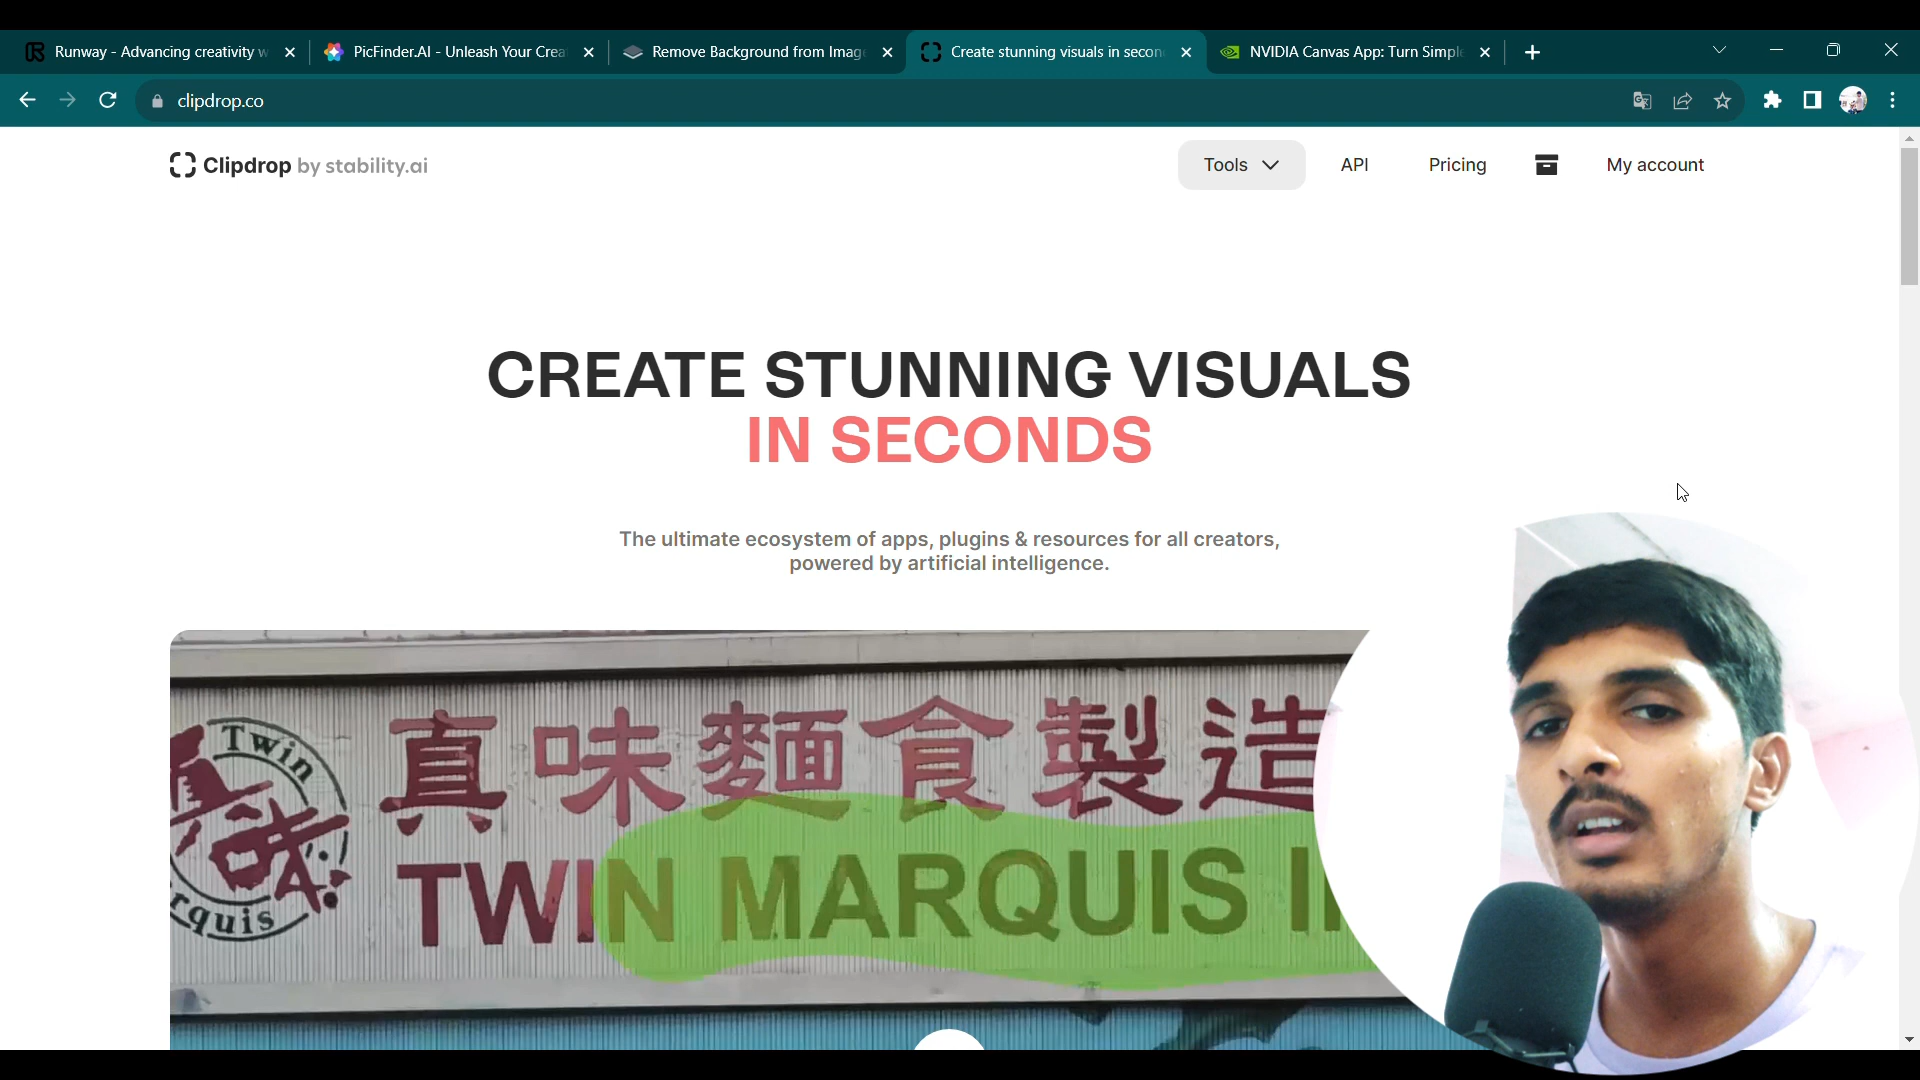 Runway - Advancing creativity w
PicFinder.AI - Unleash Your Crea
Remove Background from Imag
Create stunning visuals in secon
NVIDIA Canvas App: Turn Simpl
clipdrop.co
Clipdrop by stability.ai
Tools
API
Pricing
My account
CREATE STUNNING VISUALS
IN SECONDS
The ultimate ecosystem of apps, plugins & resources for all creators,
powered by artificial intelligence.
Twin
真味麵食製造
TWIN MARQUIS I
rquis